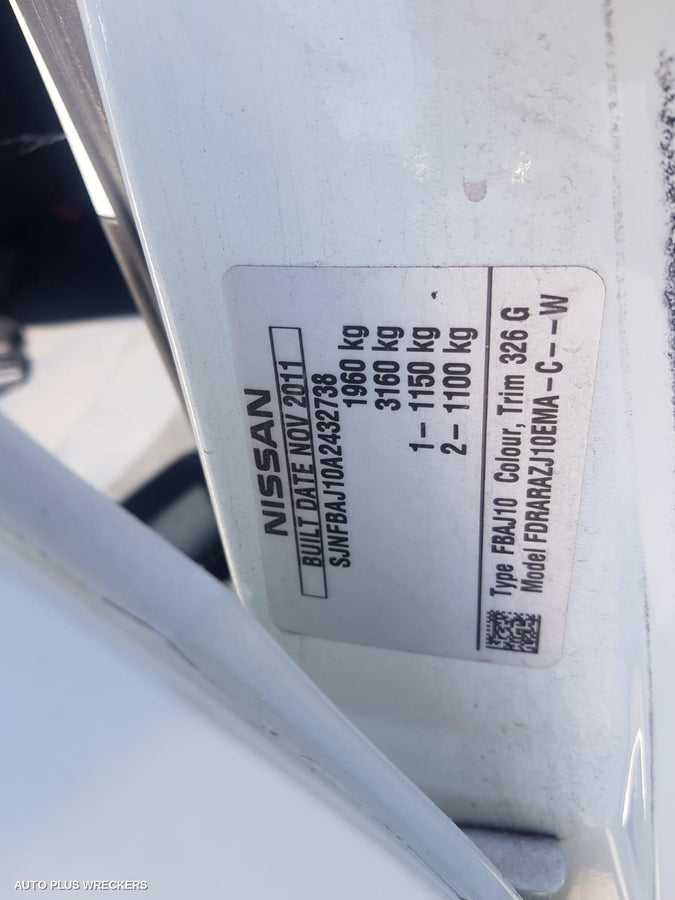 NISSAN
BUILT DATE NOV 2011
SJNFBAJ10A2432738
1960 kg
3160 kg
1- 1150 kg
2- 1100 kg
Type FBAJ10 Colour, Trim 326 G
Model FDRARAZJ10EMA-C--W
AUTO PLUS WRECKERS